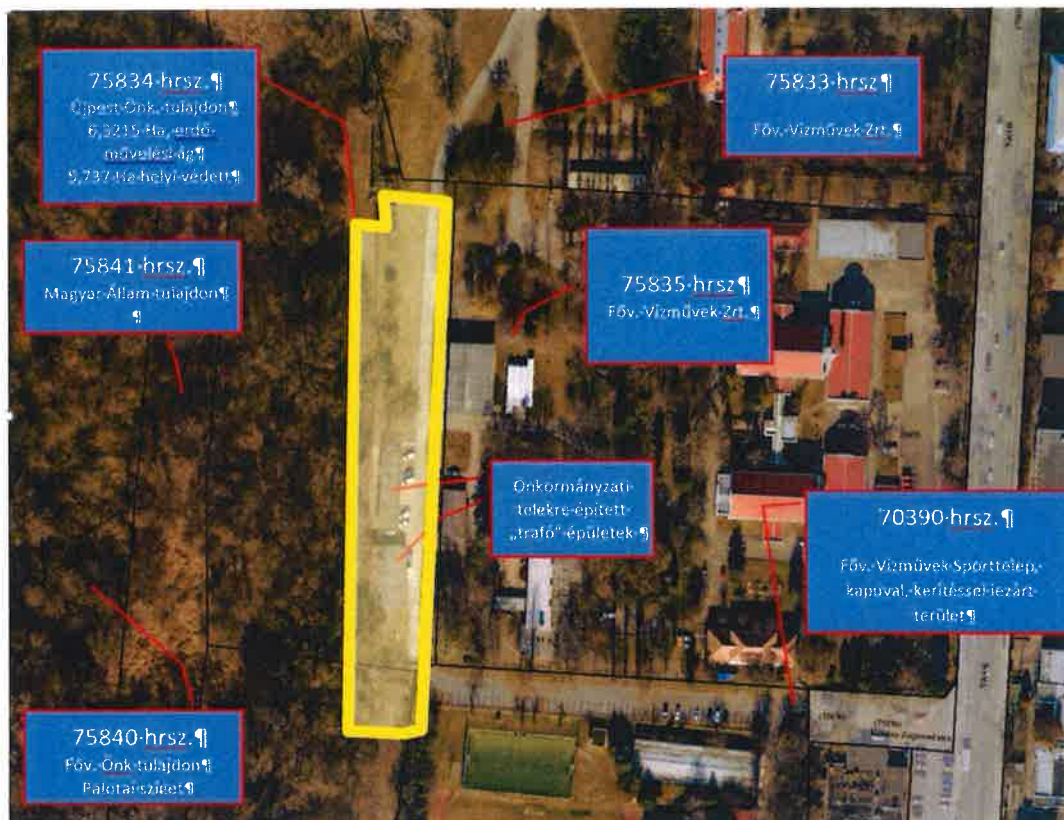 75834·hrsz.¶
Újpest·Önk.·tulajdon¶
6,3215·Ha,·erdő-
művelési·ág¶
5,737·Ha·helyi·védett¶
75833·hrsz¶
Főv.·Vízművek·Zrt.¶
75841·hrsz.¶
Magyar·Állam·tulajdon¶
¶
75835·hrsz¶
Főv.·Vízművek·Zrt.¶
Önkormányzati·
telekre·épített·
„trafó”·épületek·¶
70390·hrsz.¶
Főv.·Vízművek·Sporttelep,·
kapuval,·kerítéssel·lezárt·
terület¶
75840·hrsz.¶
Főv.·Önk·tulajdon¶
Palotai·sziget¶